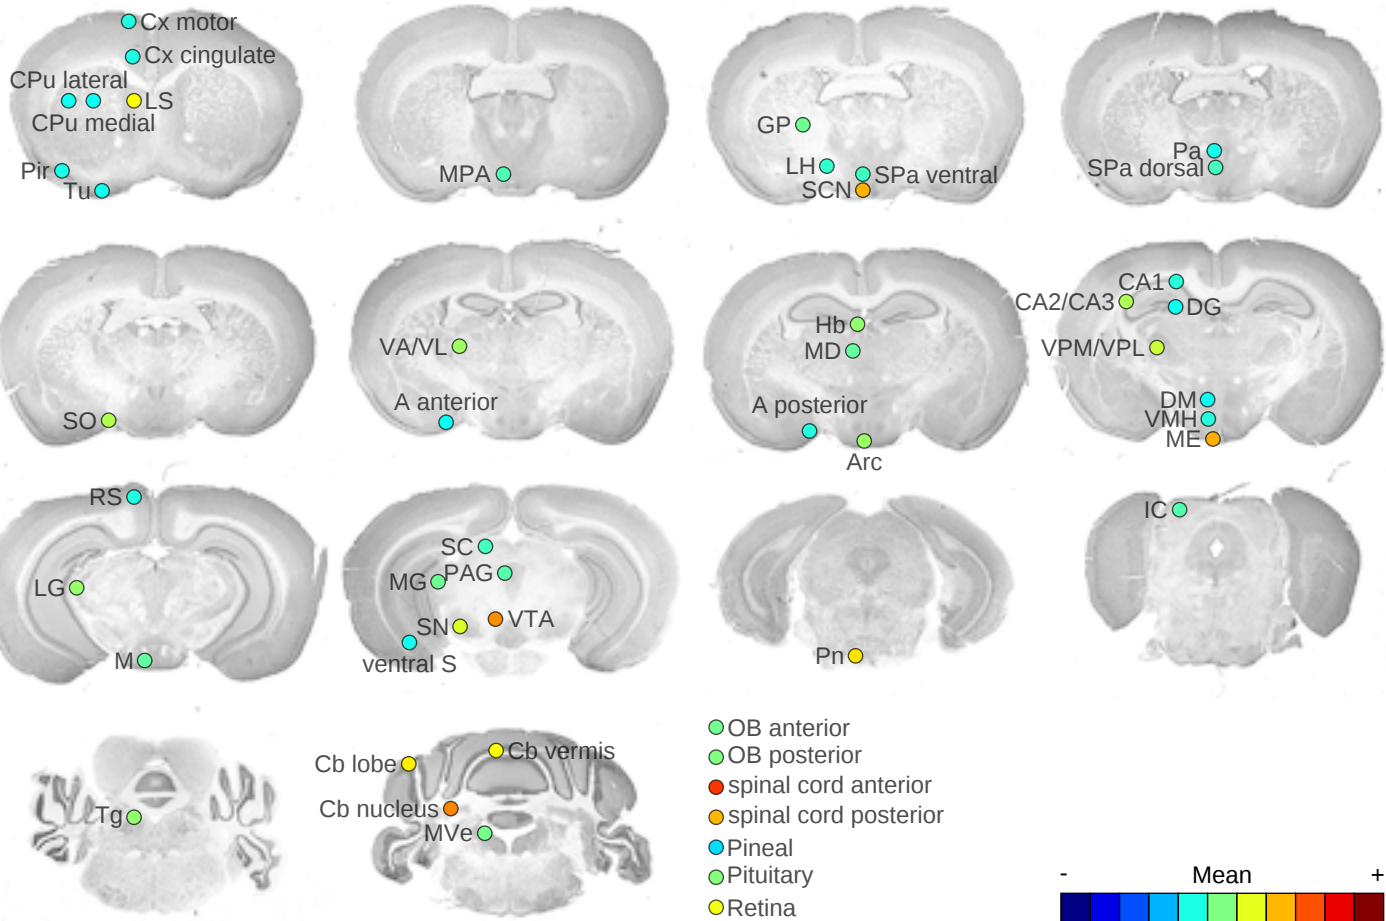 Cx motor
Cx cingulate
CPu lateral
LS
CPu medial
Pir
Tu
MPA
GP
LH
SPa ventral
SCN
Pa
SPa dorsal
SO
VA/VL
A anterior
Hb
MD
A posterior
Arc
CA1
CA2/CA3
DG
VPM/VPL
DM
VMH
ME
RS
LG
M
SC
MG
PAG
SN
VTA
ventral S
Pn
IC
Tg
Cb lobe
Cb vermis
Cb nucleus
MVe
OB anterior
OB posterior
spinal cord anterior
spinal cord posterior
Pineal
Pituitary
Retina
- Mean +